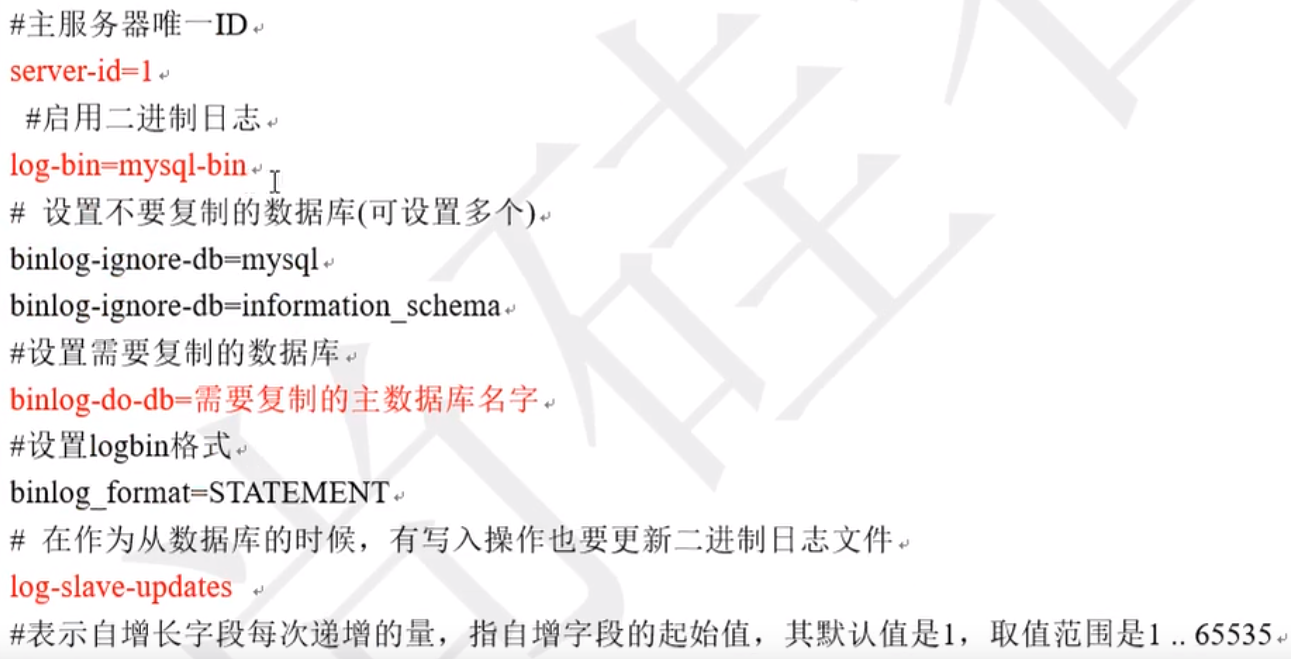 #主服务器唯一ID
server-id=1
#启用二进制日志
log-bin=mysql-bin
# 设置不要复制的数据库(可设置多个)
binlog-ignore-db=mysql
binlog-ignore-db=information_schema
#设置需要复制的数据库
binlog-do-db=需要复制的主数据库名字
#设置logbin格式
binlog_format=STATEMENT
# 在作为从数据库的时候，有写入操作也要更新二进制日志文件
log-slave-updates
#表示自增长字段每次递增的量，指自增字段的起始值，其默认值是1，取值范围是1 .. 65535